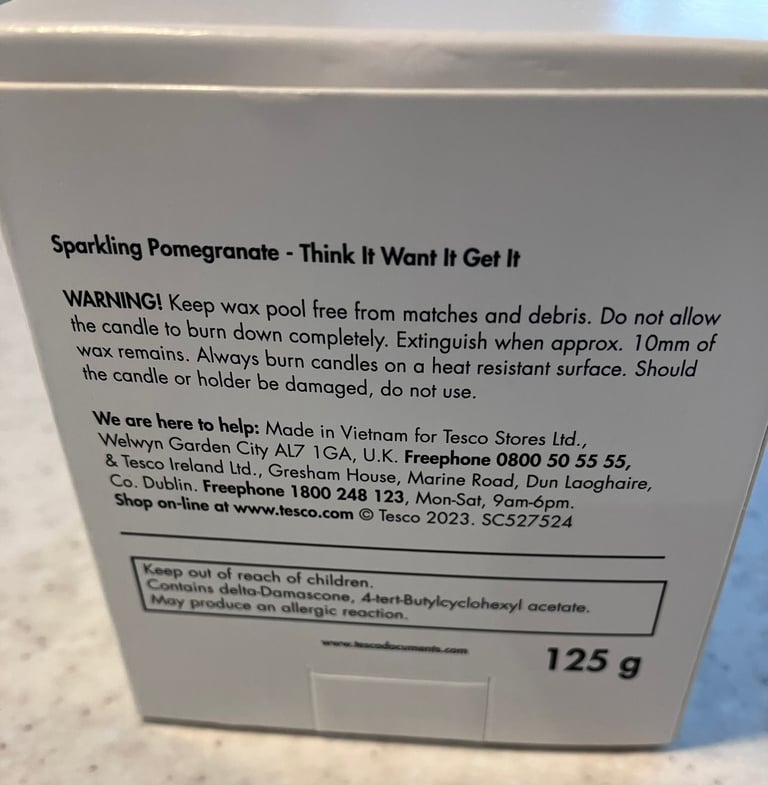 Sparkling Pomegranate - Think It Want It Get It
WARNING! Keep wax pool free from matches and debris. Do not allow
the candle to burn down completely. Extinguish when approx. 10mm of
wax remains. Always burn candles on a heat resistant surface. Should
the candle or holder be damaged, do not use.
We are here to help: Made in Vietnam for Tesco Stores Ltd.,
Welwyn Garden City AL7 1GA, U.K. Freephone 0800 50 55 55,
& Tesco Ireland Ltd., Gresham House, Marine Road, Dun Laoghaire,
Co. Dublin. Freephone 1800 248 123, Mon-Sat, 9am-6pm.
Shop on-line at www.tesco.com © Tesco 2023. SC527524
Keep out of reach of children.
Contains delta-Damascone, 4-tert-Butylcyclohexyl acetate.
May produce an allergic reaction.
www.tescodocuments.com
125 g